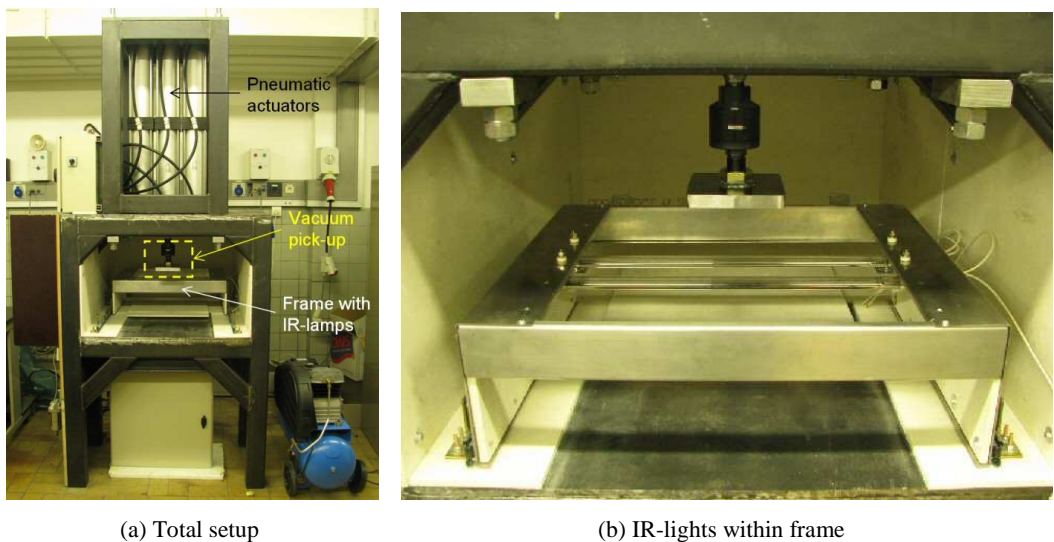 Pneumatic
actuators
Vacuum
pick-up
Frame with
IR-lamps
(a) Total setup
(b) IR-lights within frame